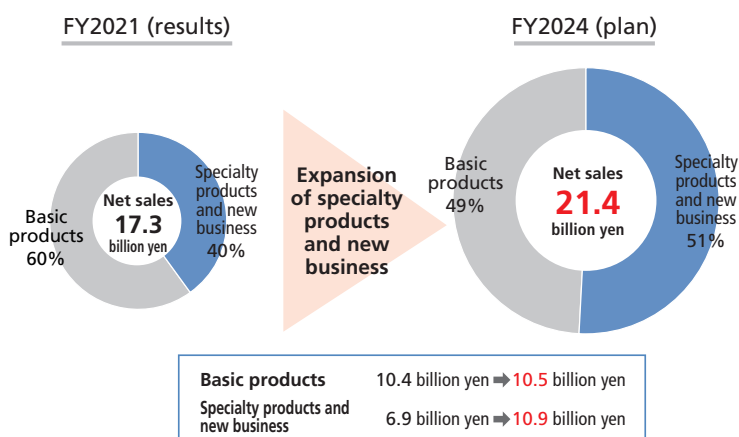 FY2021 (results)
Basic
products
60%
Net sales
17.3
billion yen
Specialty
products
and new
business
40%
Expansion
of specialty
products
and new
business
FY2024 (plan)
Basic
products
49%
Net sales
21.4
billion yen
Specialty
products
and new
business
51%
Basic products 10.4 billion yen ➡ 10.5 billion yen
Specialty products and
new business 6.9 billion yen ➡ 10.9 billion yen